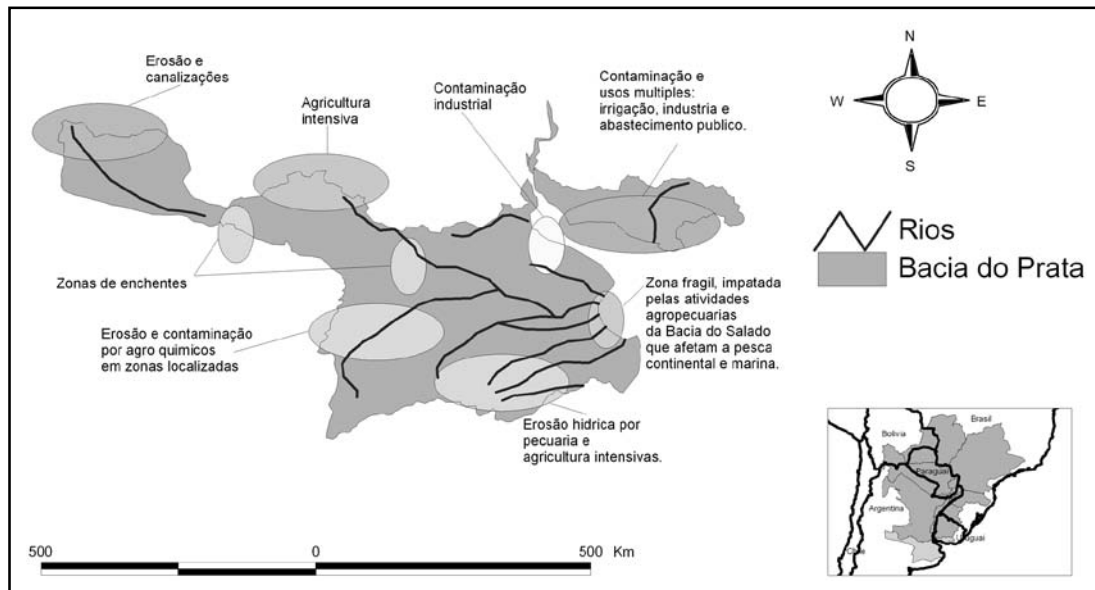 Erosão e
canalizações
Agricultura
intensiva
Contaminação
industrial
Contaminação e
usos multiples:
irrigação, industria e
abastecimento publico.
N
W
E
S
Rios
Bacia do Prata
Zonas de enchentes
Erosão e contaminação
por agro quimicos
em zonas localizadas
Zona fragil, impatada
pelas atividades
agropecuarias
da Bacia do Salado
que afetam a pesca
continental e marina.
Erosão hidrica por
pecuaria e
agricultura intensivas.
500
0
500
Km
Bolivia
Brasil
Paraguai
Argentina
Uruguai